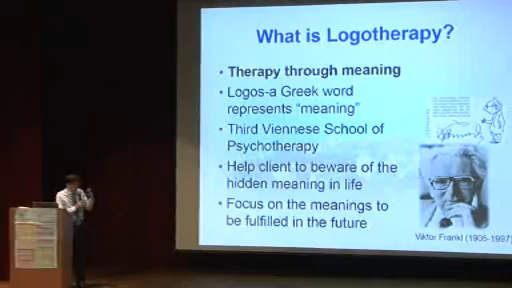 What is Logotherapy?
• Therapy through meaning
• Logos-a Greek word
represents "meaning"
• Third Viennese School of
Psychotherapy
• Help client to beware of the
hidden meaning in life
• Focus on the meanings to
be fulfilled in the future
Viktor Frankl (1905-1997)